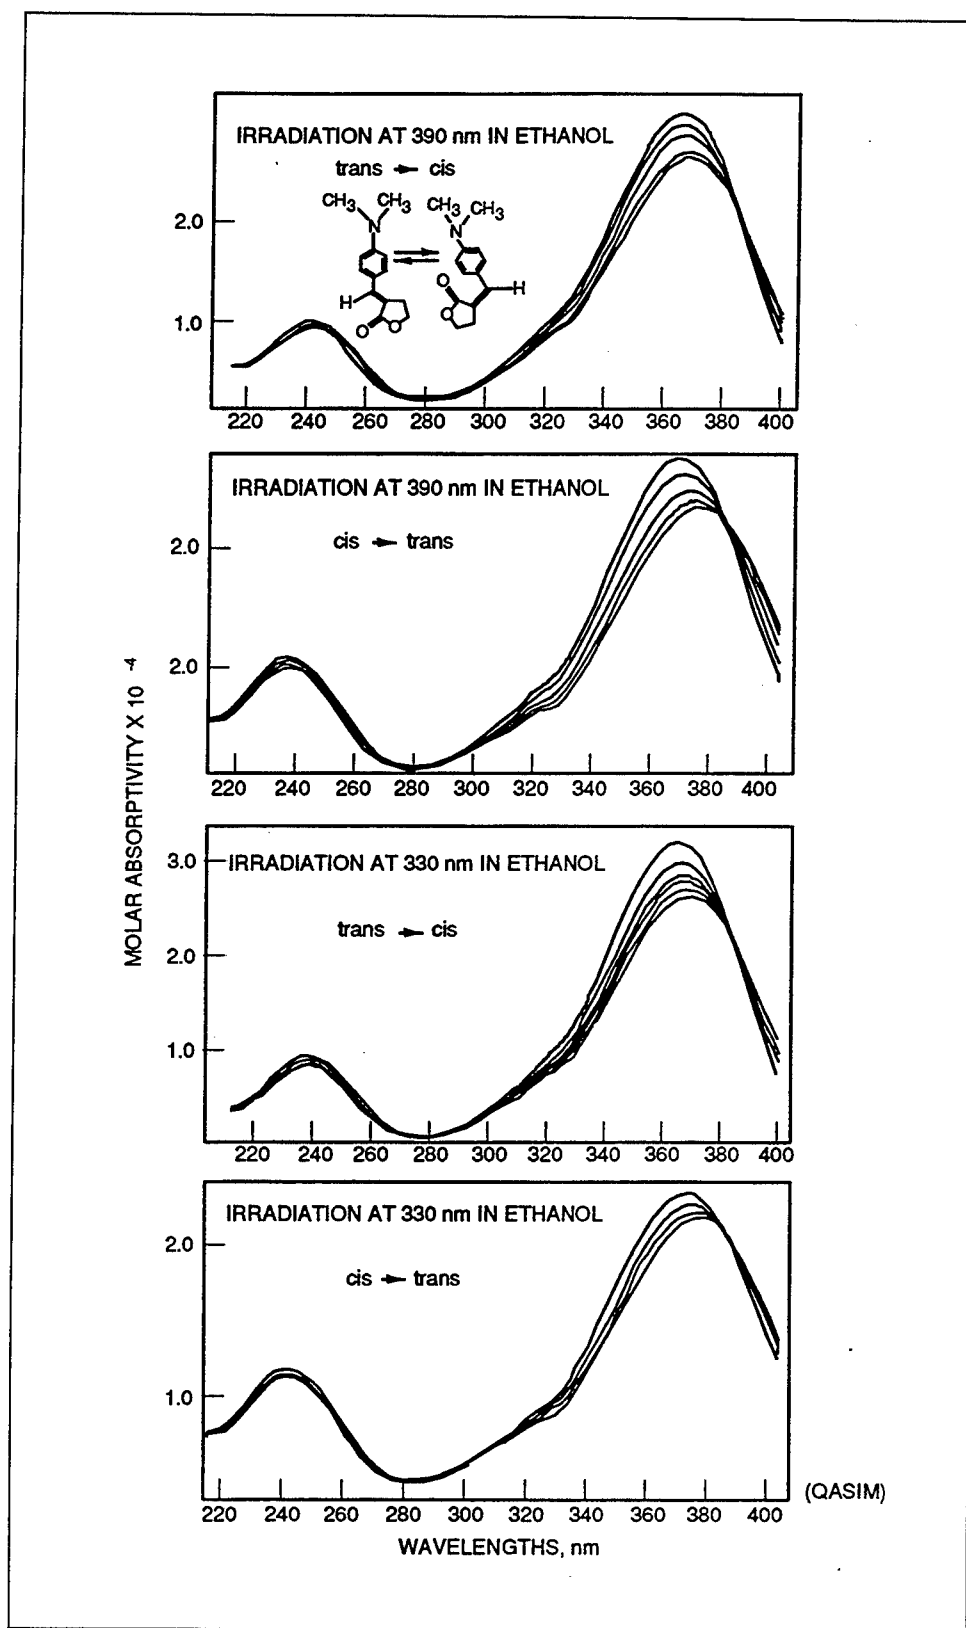 IRRADIATION AT 390 nm IN ETHANOL
trans → cis
CH3 CH3 CH3 CH3
N N
H H
O O
O O
2.0
1.0
220 240 260 280 300 320 340 360 380 400
IRRADIATION AT 390 nm IN ETHANOL
cis → trans
2.0
2.0
220 240 260 280 300 320 340 360 380 400
MOLAR ABSORPTIVITY X 10 -4
3.0
IRRADIATION AT 330 nm IN ETHANOL
trans → cis
2.0
1.0
220 240 260 280 300 320 340 360 380 400
IRRADIATION AT 330 nm IN ETHANOL
2.0
cis → trans
1.0
220 240 260 280 300 320 340 360 380 400
(QASIM)
WAVELENGTHS, nm